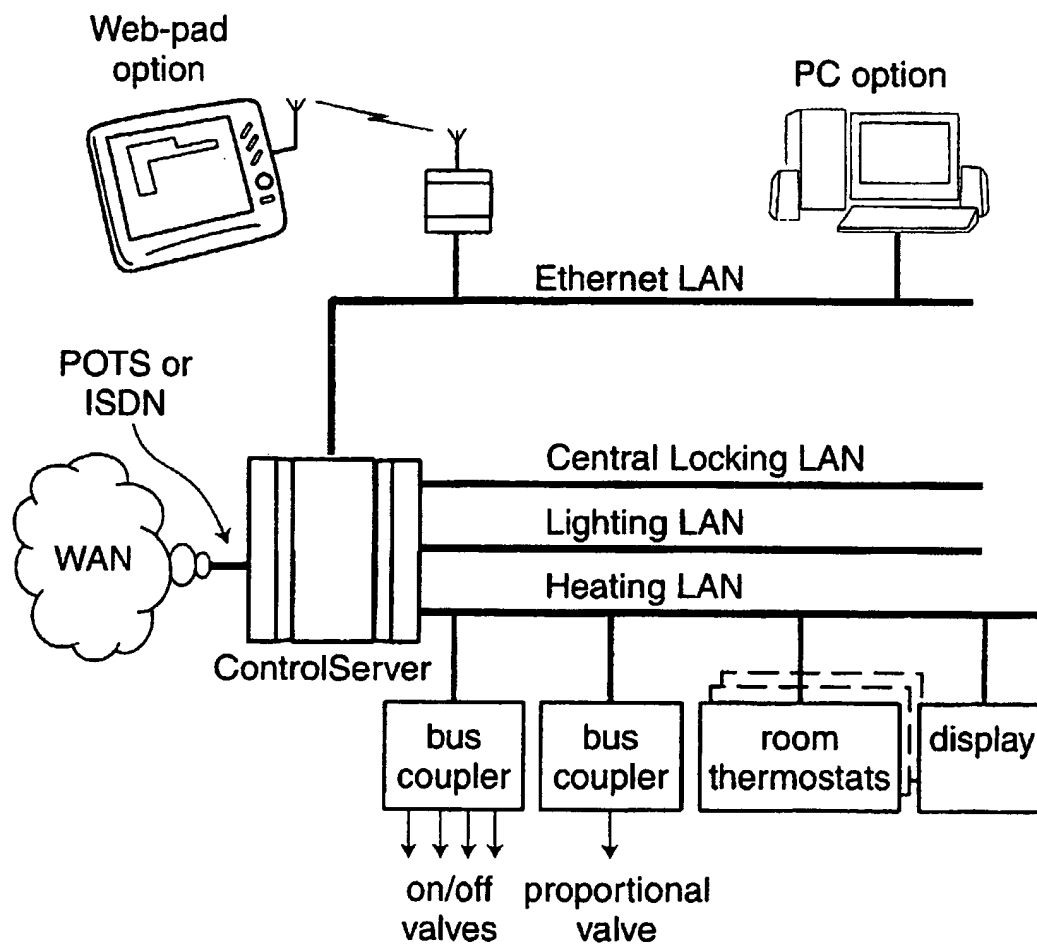 Web-pad
option
PC option
Ethernet LAN
POTS or
ISDN
WAN
Central Locking LAN
Lighting LAN
Heating LAN
ControlServer
bus
coupler
bus
coupler
room
thermostats
display
on/off
valves
proportional
valve